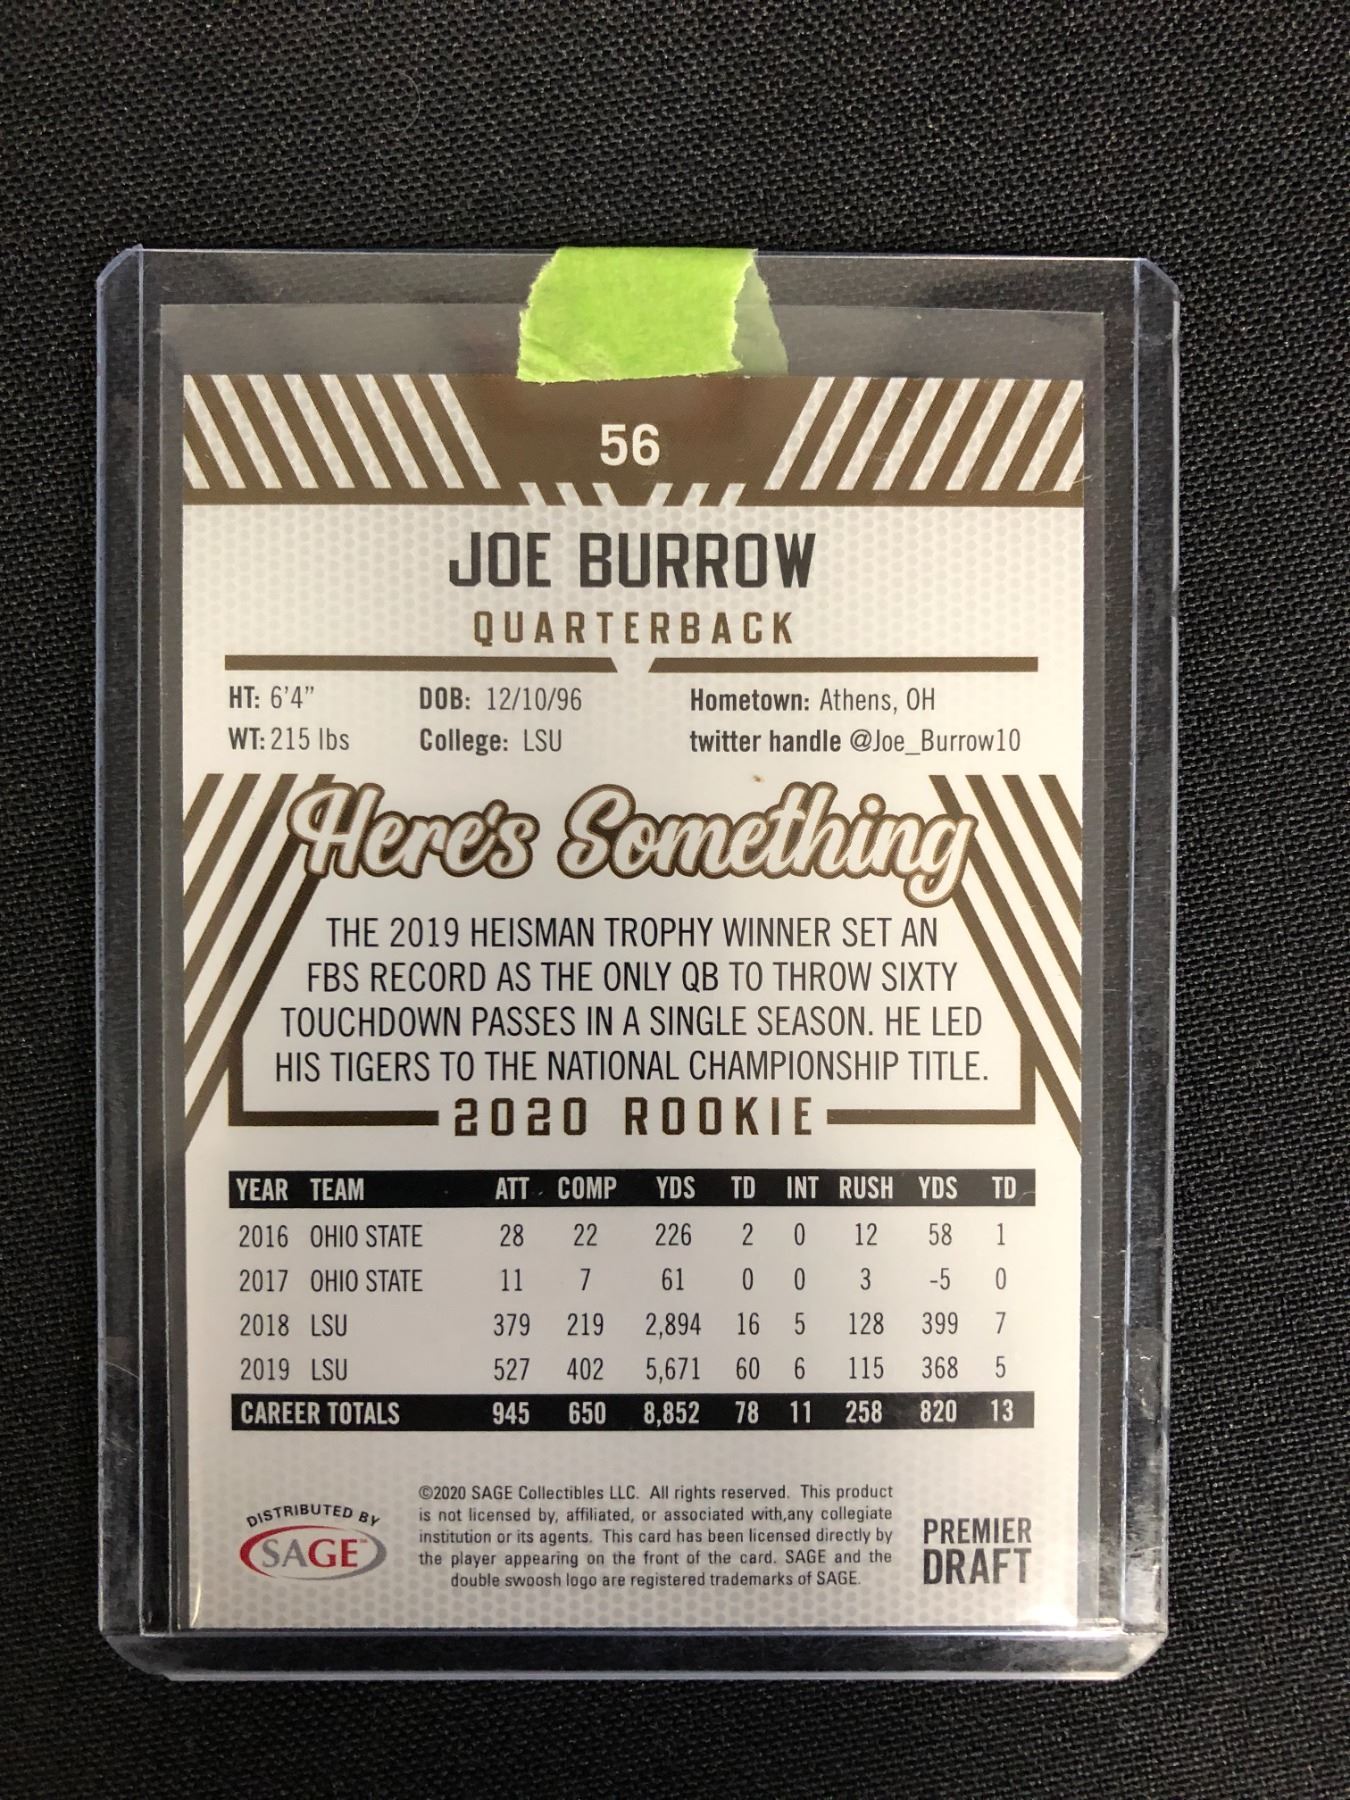 56
JOE BURROW
QUARTERBACK
HT: 6'4" DOB: 12/10/96 Hometown: Athens, OH
WT: 215 lbs College: LSU twitter handle @Joe_Burrow10
Here's Something
THE 2019 HEISMAN TROPHY WINNER SET AN
FBS RECORD AS THE ONLY QB TO THROW SIXTY
TOUCHDOWN PASSES IN A SINGLE SEASON. HE LED
HIS TIGERS TO THE NATIONAL CHAMPIONSHIP TITLE.
2020 ROOKIE
YEAR TEAM ATT COMP YDS TD INT RUSH YDS TD
2016 OHIO STATE 28 22 226 2 0 12 58 1
2017 OHIO STATE 11 7 61 0 0 3 -5 0
2018 LSU 379 219 2,894 16 5 128 399 7
2019 LSU 527 402 5,671 60 6 115 368 5
CAREER TOTALS 945 650 8,852 78 11 258 820 13
DISTRIBUTED BY
SAGE™
©2020 SAGE Collectibles LLC. All rights reserved. This product
is not licensed by, affiliated, or associated with,any collegiate
institution or its agents. This card has been licensed directly by
the player appearing on the front of the card. SAGE and the
double swoosh logo are registered trademarks of SAGE.
PREMIER
DRAFT